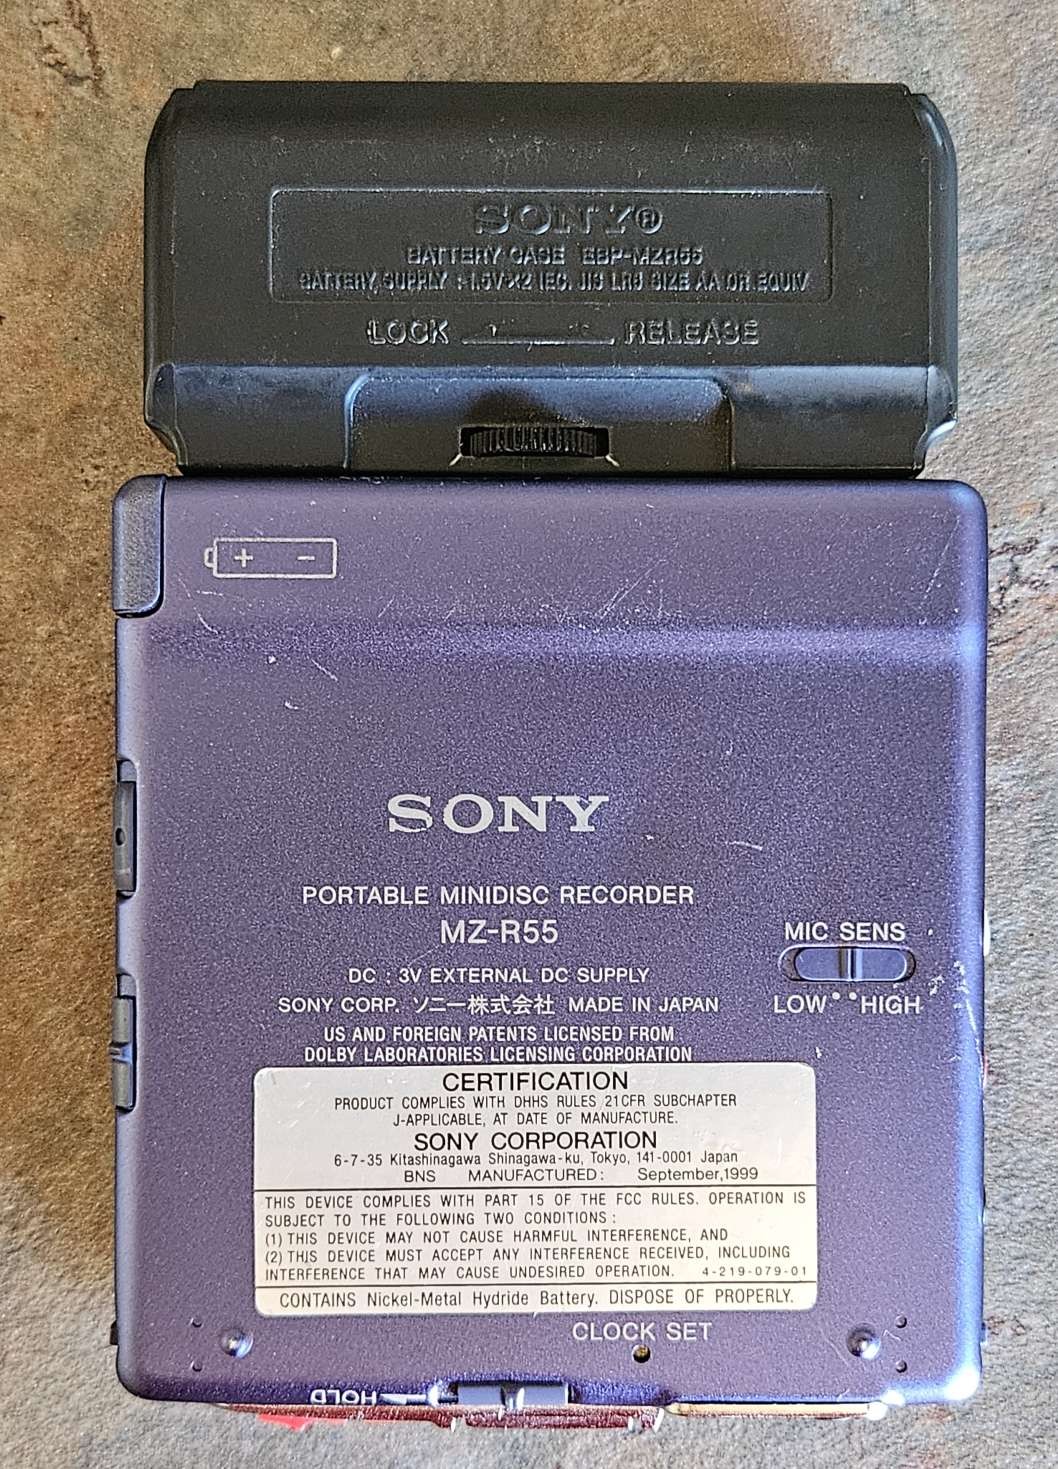 SONY®
BATTERY CASE EBP-MZR55
BATTERY SUPPLY : 1.5V×2 IEC. JIS LR6 SIZE AA OR EQUIV
LOCK RELEASE
+ -
SONY
PORTABLE MINIDISC RECORDER
MZ-R55
MIC SENS
LOW HIGH
DC : 3V EXTERNAL DC SUPPLY
SONY CORP. ソニー株式会社 MADE IN JAPAN
US AND FOREIGN PATENTS LICENSED FROM
DOLBY LABORATORIES LICENSING CORPORATION
CERTIFICATION
PRODUCT COMPLIES WITH DHHS RULES 21CFR SUBCHAPTER
J-APPLICABLE, AT DATE OF MANUFACTURE.
SONY CORPORATION
6-7-35 Kitashinagawa Shinagawa-ku, Tokyo, 141-0001 Japan
BNS MANUFACTURED: September,1999
THIS DEVICE COMPLIES WITH PART 15 OF THE FCC RULES. OPERATION IS
SUBJECT TO THE FOLLOWING TWO CONDITIONS :
(1) THIS DEVICE MAY NOT CAUSE HARMFUL INTERFERENCE, AND
(2) THIS DEVICE MUST ACCEPT ANY INTERFERENCE RECEIVED, INCLUDING
INTERFERENCE THAT MAY CAUSE UNDESIRED OPERATION. 4-219-079-01
CONTAINS Nickel-Metal Hydride Battery. DISPOSE OF PROPERLY.
CLOCK SET
HOLD